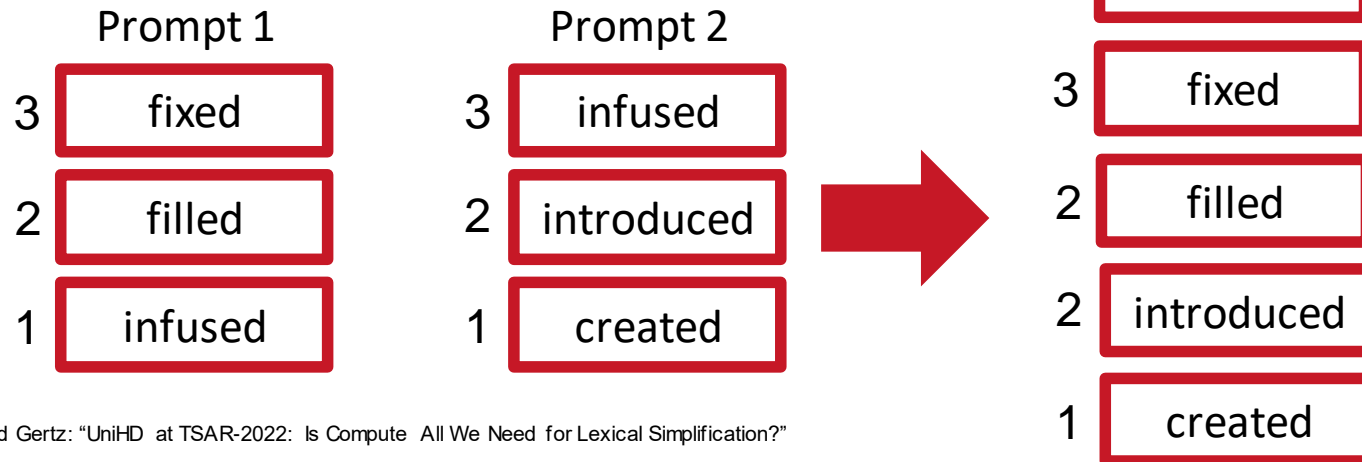 Prompt 1
3 fixed
2 filled
1 infused
Prompt 2
3 infused
2 introduced
1 created
3 fixed
2 filled
2 introduced
1 created
d Gertz: “UniHD at TSAR-2022: Is Compute All We Need for Lexical Simplification?”